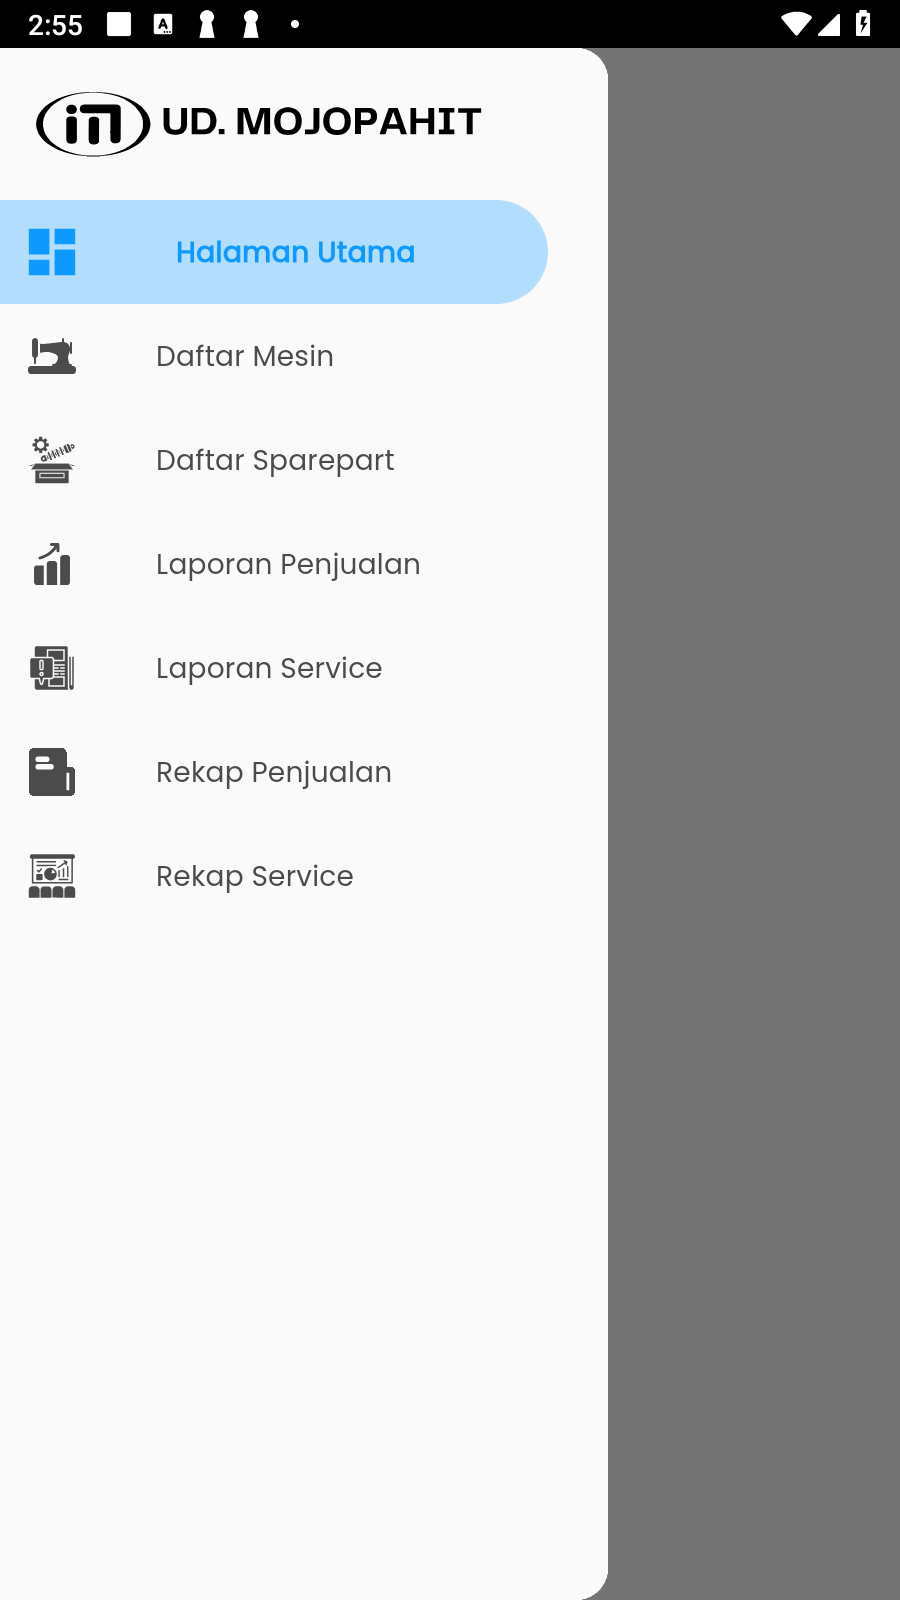 2:55
UD. MOJOPAHIT
Halaman Utama
Daftar Mesin
Daftar Sparepart
Laporan Penjualan
Laporan Service
Rekap Penjualan
Rekap Service